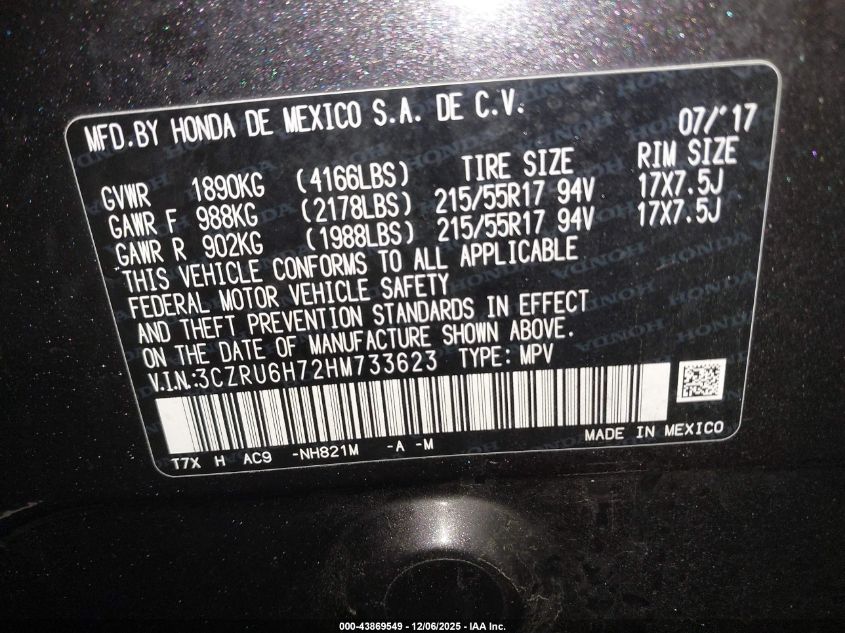 MFD.BY HONDA DE MEXICO S.A. DE C.V. 07/'17
GVWR 1890KG (4166LBS) TIRE SIZE RIM SIZE
GAWR F 988KG (2178LBS) 215/55R17 94V 17X7.5J
GAWR R 902KG (1988LBS) 215/55R17 94V 17X7.5J
THIS VEHICLE CONFORMS TO ALL APPLICABLE
FEDERAL MOTOR VEHICLE SAFETY
AND THEFT PREVENTION STANDARDS IN EFFECT
ON THE DATE OF MANUFACTURE SHOWN ABOVE.
V.I.N.:3CZRU6H72HM733623 TYPE: MPV
MADE IN MEXICO
T7X H AC9 -NH821M -A -M
000-43869549 - 12/06/2025 - IAA Inc.